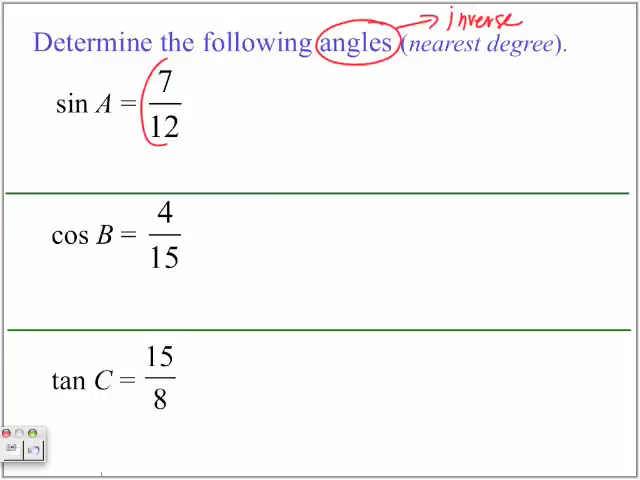 inverse
Determine the following angles (nearest degree).
sin A = 7/12
cos B = 4/15
tan C = 15/8